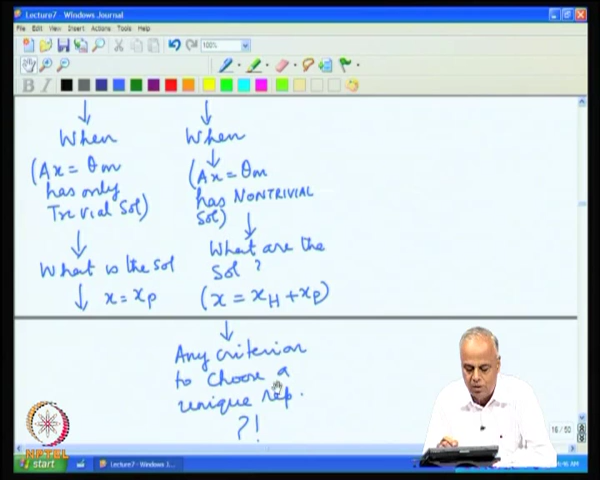 Lecture7 - Windows Journal
File Edit View Insert Actions Tools Help
100%
B I
When
(Ax = θm
has only
Trivial Sol)
What is the Sol
x = xp
When
(Ax = θm
has NONTRIVIAL
Sol)
What are the
Sol ?
(x = xH + xp)
Any criterion
to choose a
unique rep.
?!
16 / 50
NPTEL
start
Lecture7 - Windows J...